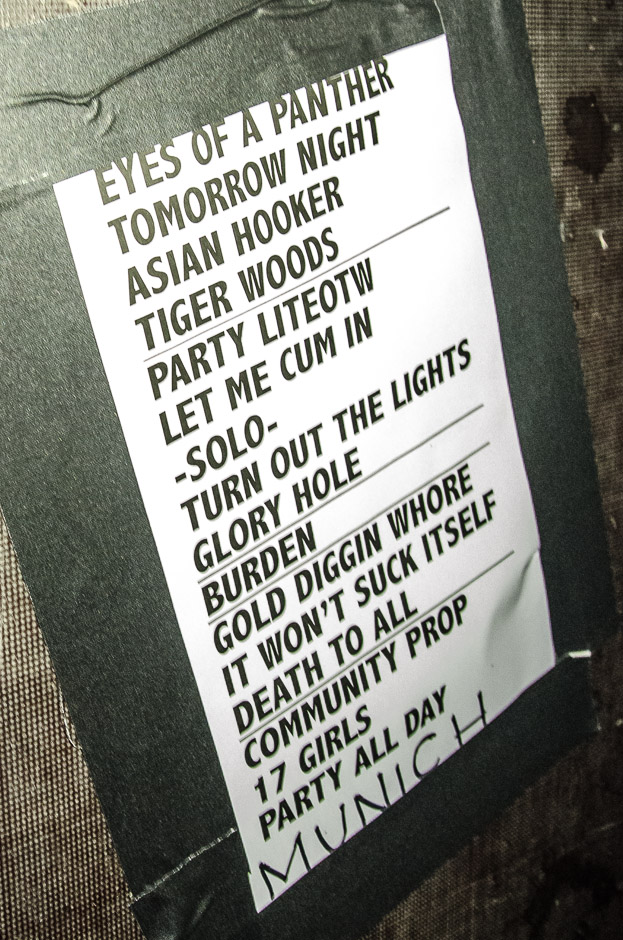 EYES OF A PANTHER
TOMORROW NIGHT
ASIAN HOOKER
TIGER WOODS
PARTY LITEOTW
LET ME CUM IN
-SOLO-
TURN OUT THE LIGHTS
GLORY HOLE
BURDEN
GOLD DIGGIN WHORE
IT WON'T SUCK ITSELF
DEATH TO ALL
COMMUNITY PROP
17 GIRLS
PARTY ALL DAY
MUNICH